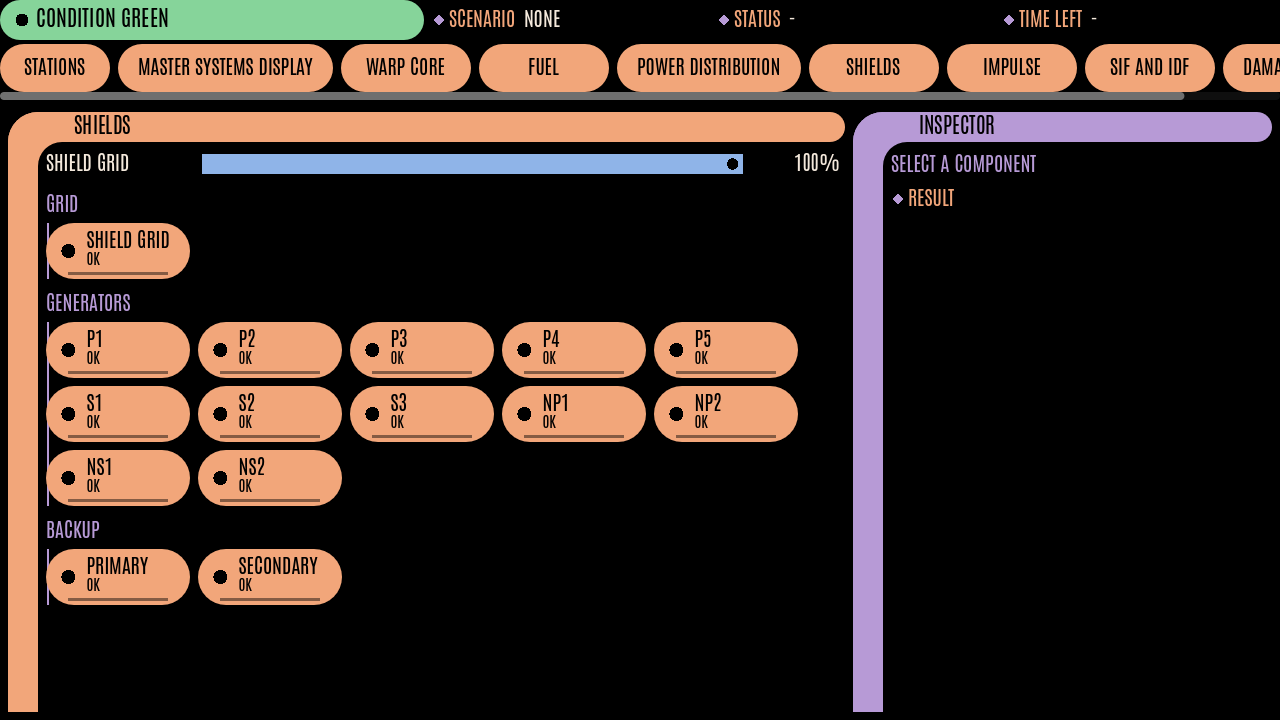 CONDITION GREEN
SCENARIO NONE
STATUS -
TIME LEFT -
STATIONS
MASTER SYSTEMS DISPLAY
WARP CORE
FUEL
POWER DISTRIBUTION
SHIELDS
IMPULSE
SIF AND IDF
SHIELDS
SHIELD GRID 100%
GRID
SHIELD GRID
OK
GENERATORS
P1
OK
P2
OK
P3
OK
P4
OK
P5
OK
S1
OK
S2
OK
S3
OK
NP1
OK
NP2
OK
NS1
OK
NS2
OK
BACKUP
PRIMARY
OK
SECONDARY
OK
INSPECTOR
SELECT A COMPONENT
RESULT